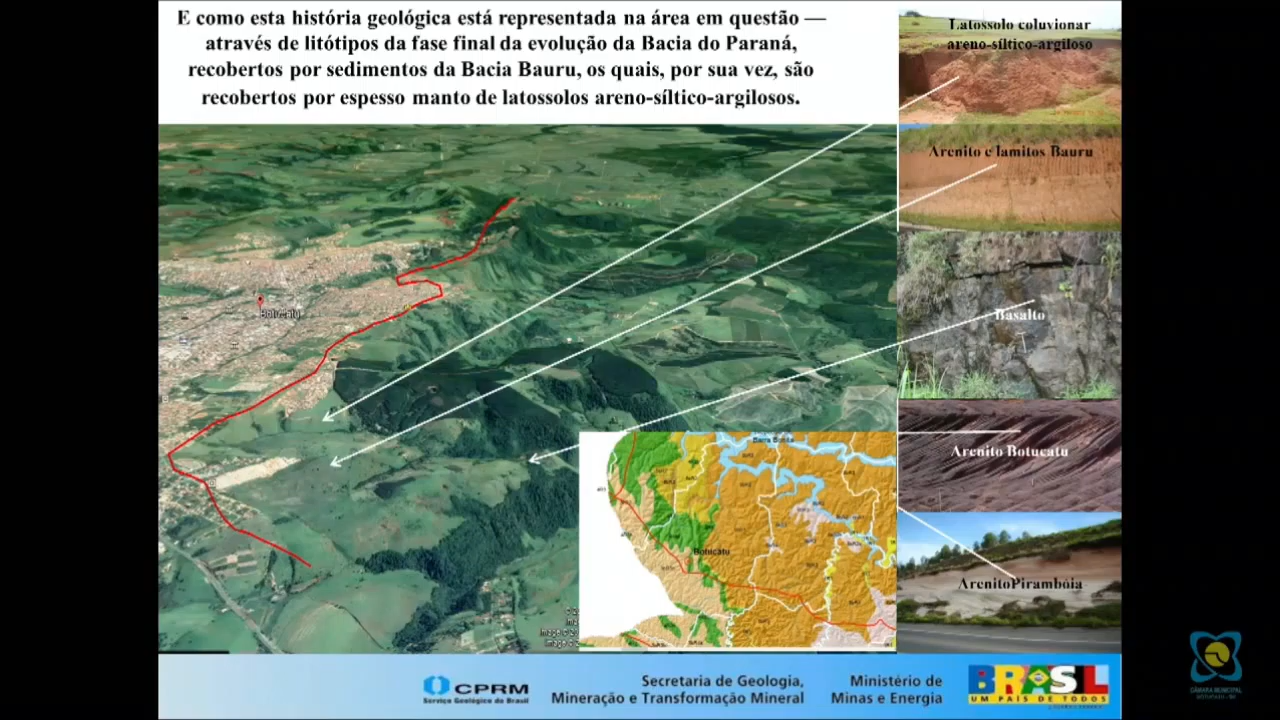 E como esta história geológica está representada na área em questão —
através de litótipos da fase final da evolução da Bacia do Paraná,
recobertos por sedimentos da Bacia Bauru, os quais, por sua vez, são
recobertos por espesso manto de latossolos areno-síltico-argilosos.
Latossolo coluvionar
areno-síltico-argiloso
Arenito e lamitos Bauru
Basalto
Arenito Botucatu
ArenitoPirambóia
Botucatu
Barra Bonita
Botucatu
CPRM
Serviço Geológico do Brasil
Secretaria de Geologia,
Mineração e Transformação Mineral
Ministério de
Minas e Energia
BRASIL
UM PAÍS DE TODOS
CÂMARA MUNICIPAL